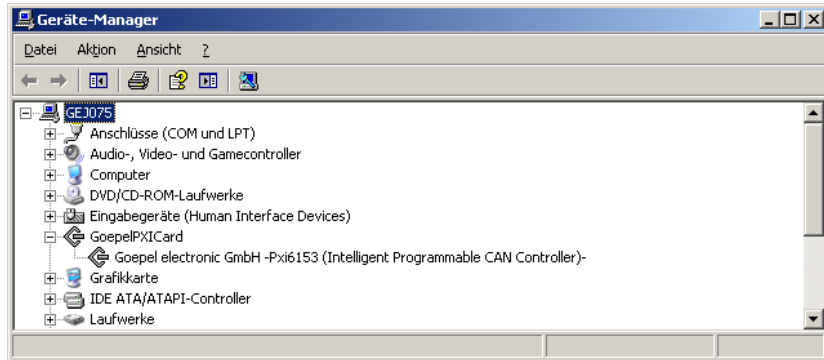 Geräte-Manager
Datei Aktion Ansicht ?
GEJ075
Anschlüsse (COM und LPT)
Audio-, Video- und Gamecontroller
Computer
DVD/CD-ROM-Laufwerke
Eingabegeräte (Human Interface Devices)
GoepelPXICard
Goepel electronic GmbH -Pxi6153 (Intelligent Programmable CAN Controller)-
Grafikkarte
IDE ATA/ATAPI-Controller
Laufwerke